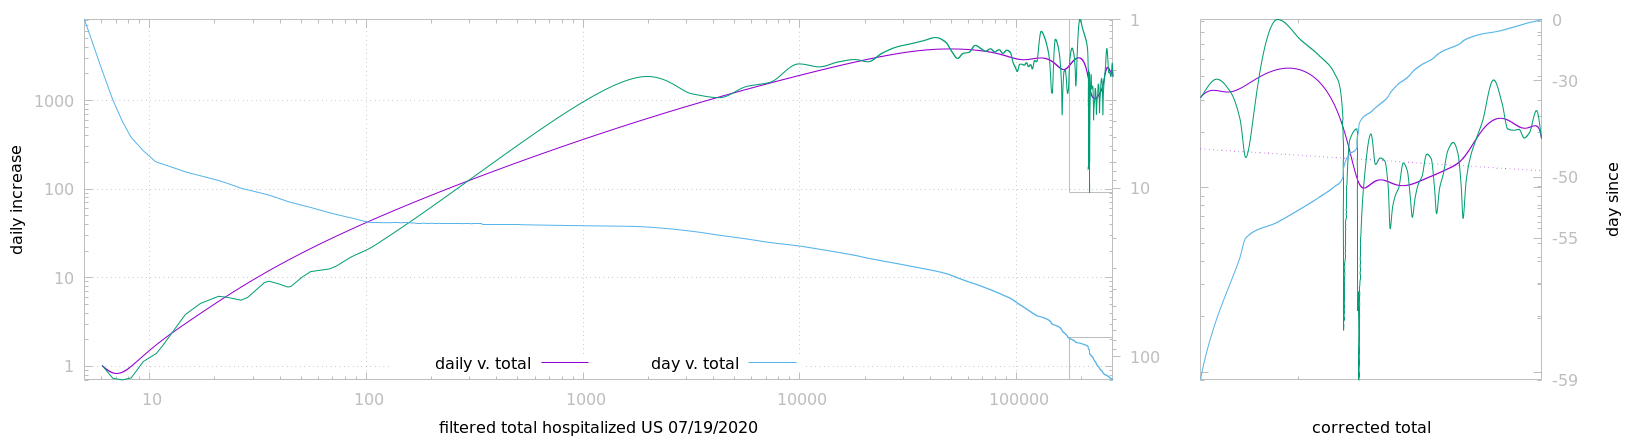 daily increase
1000
100
10
1
daily v. total
day v. total
10
100
1000
10000
100000
filtered total hospitalized US 07/19/2020
1
10
100
0
-30
-50
-55
-59
day since
corrected total